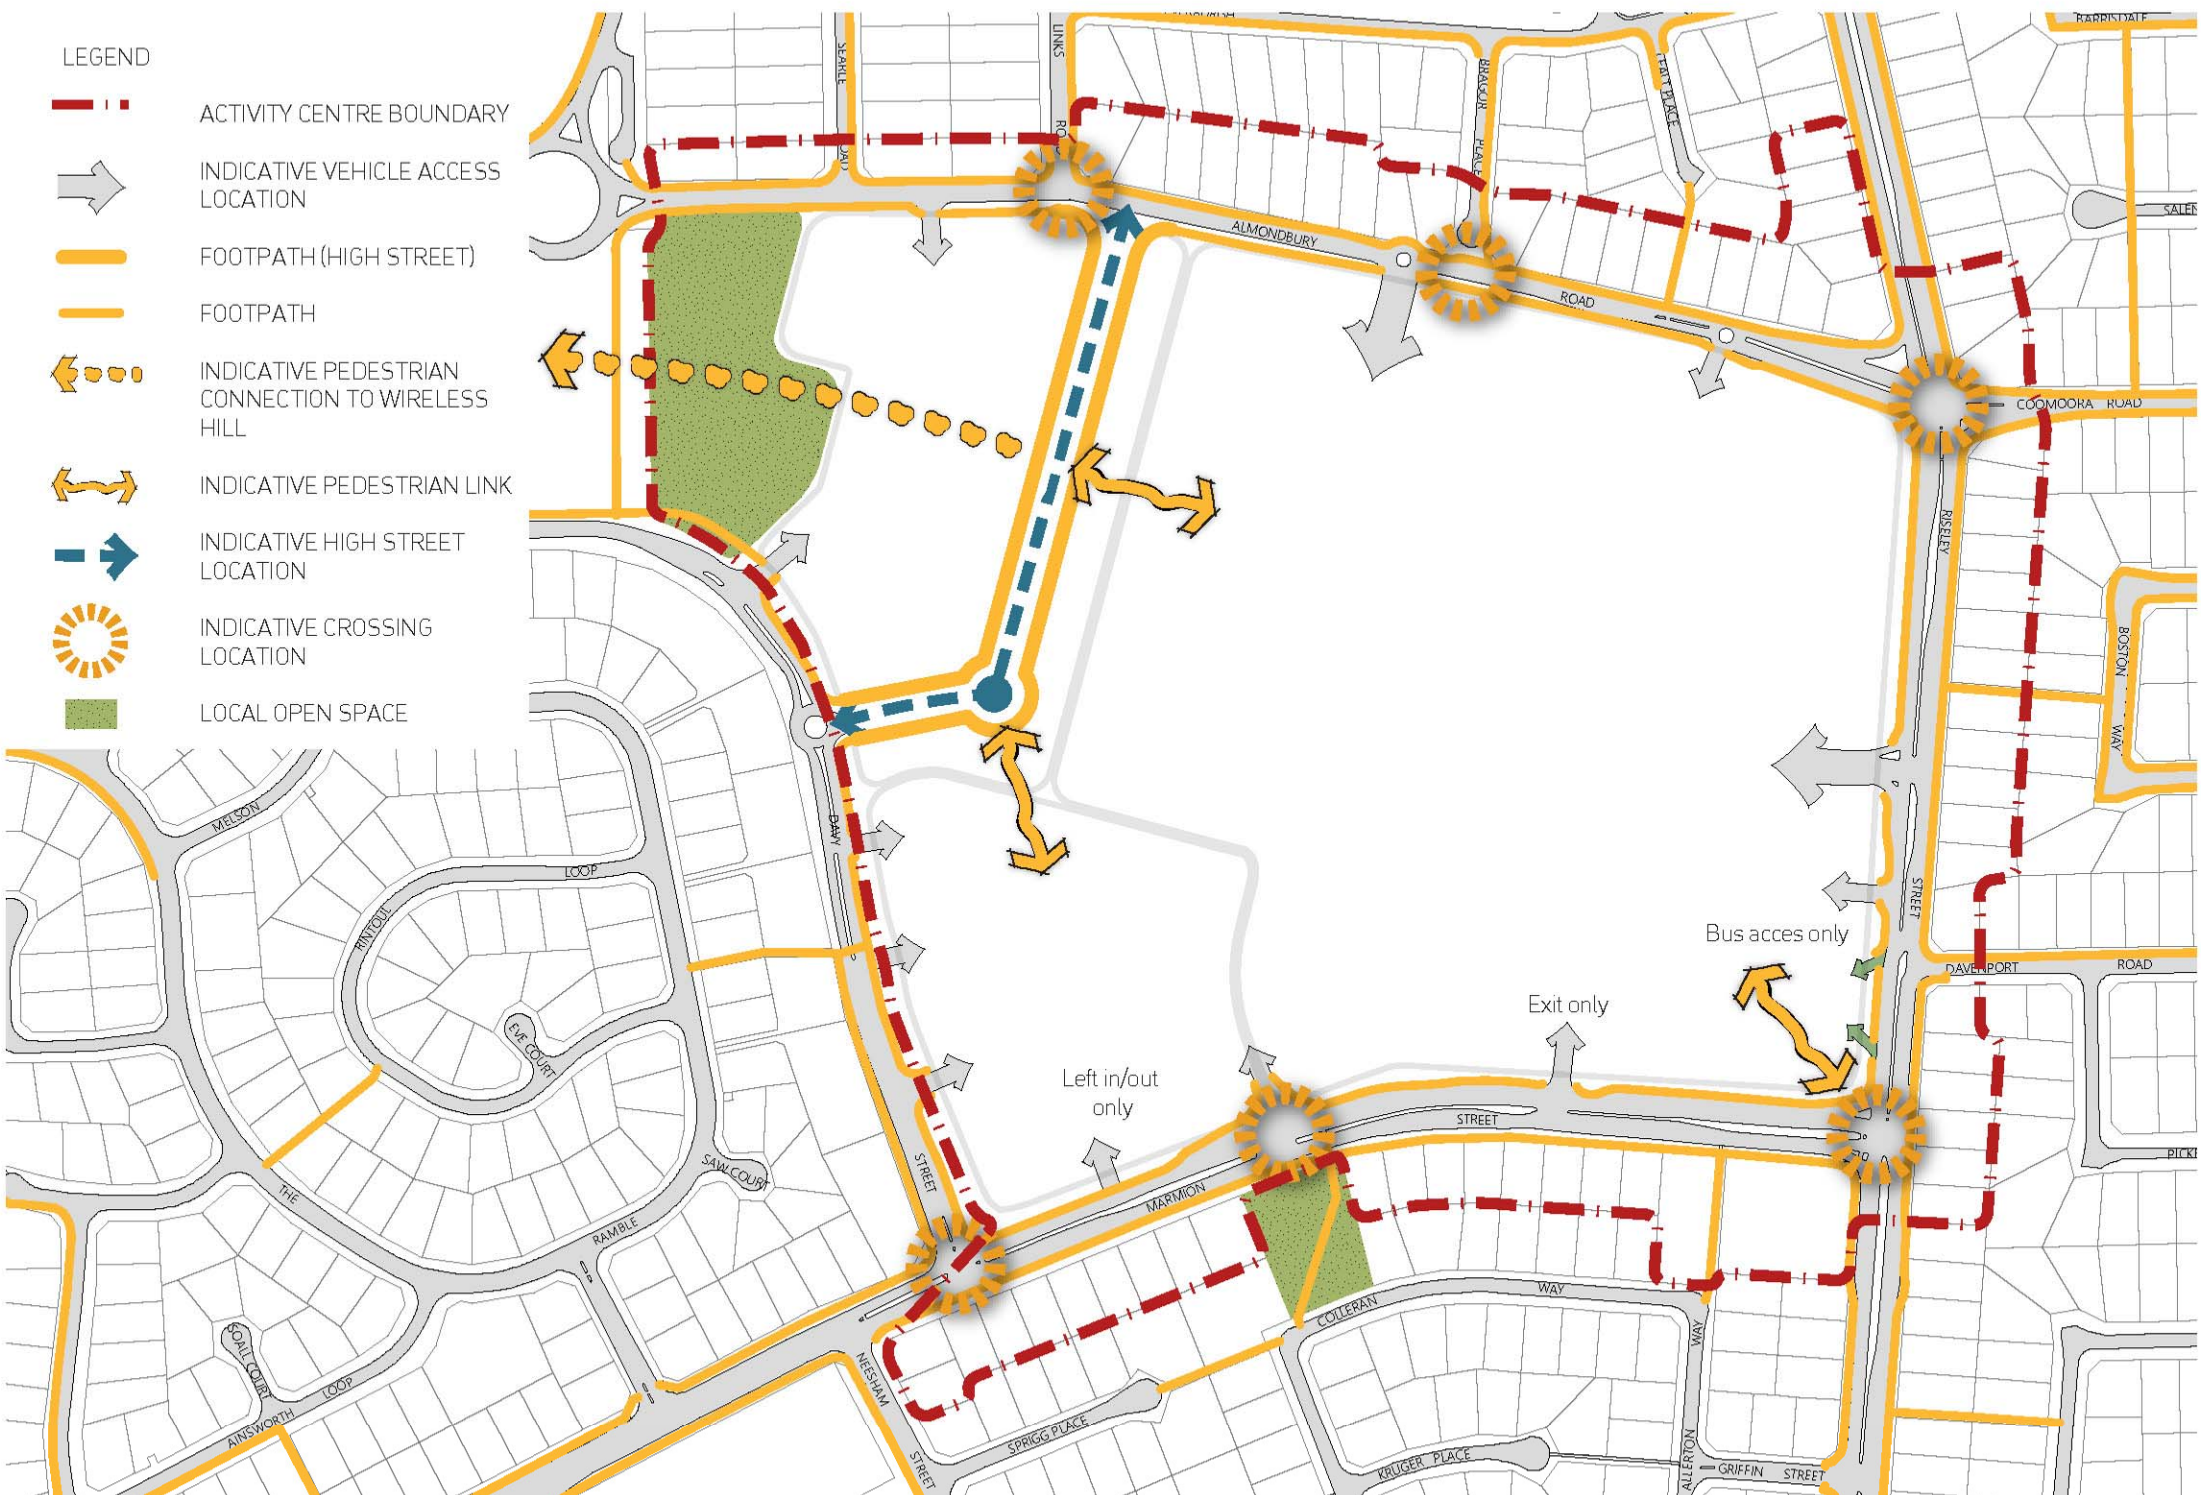 LEGEND
ACTIVITY CENTRE BOUNDARY
INDICATIVE VEHICLE ACCESS
LOCATION
FOOTPATH (HIGH STREET)
FOOTPATH
INDICATIVE PEDESTRIAN
CONNECTION TO WIRELESS
HILL
INDICATIVE PEDESTRIAN LINK
INDICATIVE HIGH STREET
LOCATION
INDICATIVE CROSSING
LOCATION
LOCAL OPEN SPACE
SEARLE
LINKS
BRAGOR
PLACE
PLACE
BARRISDALE
ALMONDBURY
ROAD
COOMOORA ROAD
RISELEY
STREET
BOSTON
WAY
DAVENPORT
ROAD
Bus acces only
Exit only
Left in/out
only
DAVY
STREET
MARMION
STREET
MELSON
LOOP
RINTOUL
EVE COURT
SAW COURT
THE
RAMBLE
SOALL COURT
LOOP
AINSWORTH
NEESHAM
STREET
SPRIGG PLACE
COLLERAN
WAY
WAY
ALLERTON
KRUGER PLACE
GRIFFIN STREET